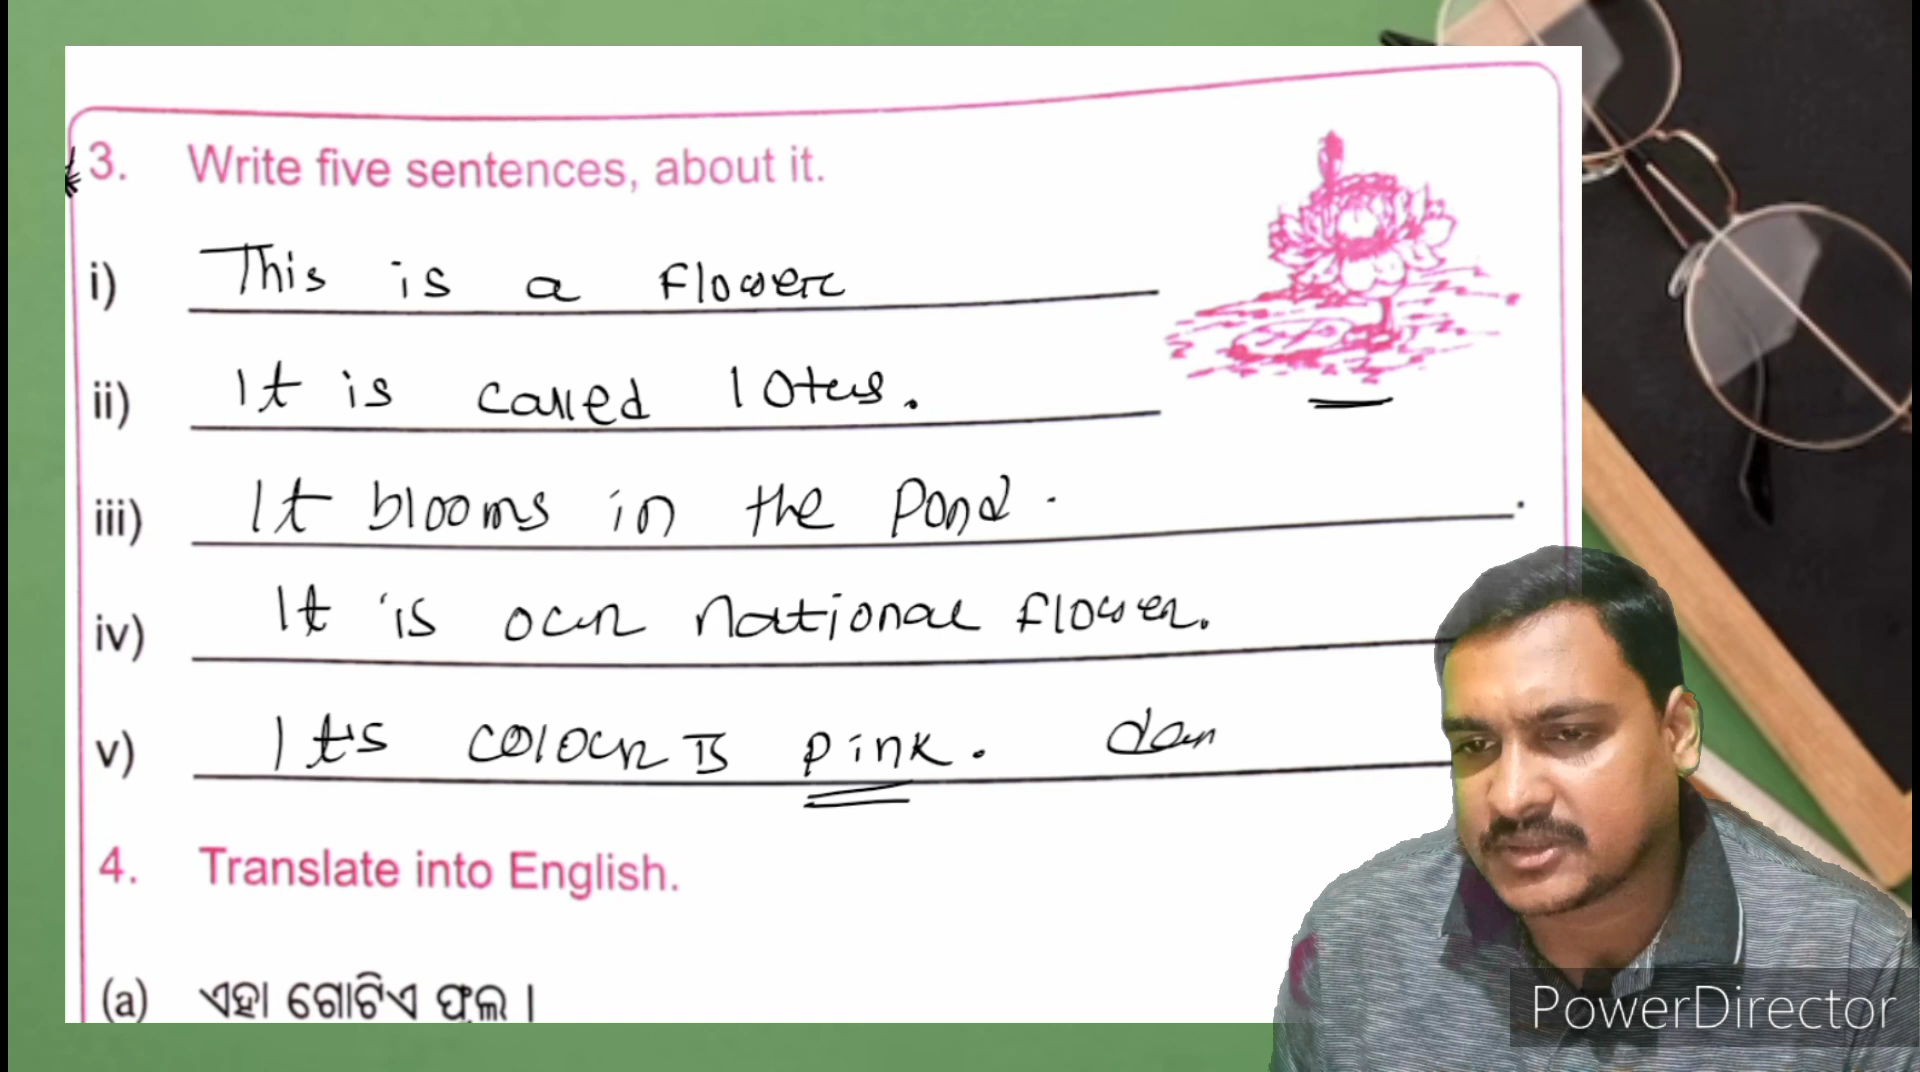 3. Write five sentences, about it.
i) This is a Flower
ii) It is called lotus.
iii) It blooms in the Pond. .
iv) It is our national flower.
v) Its colour is pink.
4. Translate into English.
(a) ଏହା ଗୋଟିଏ ଫୁଲ ।
PowerDirector